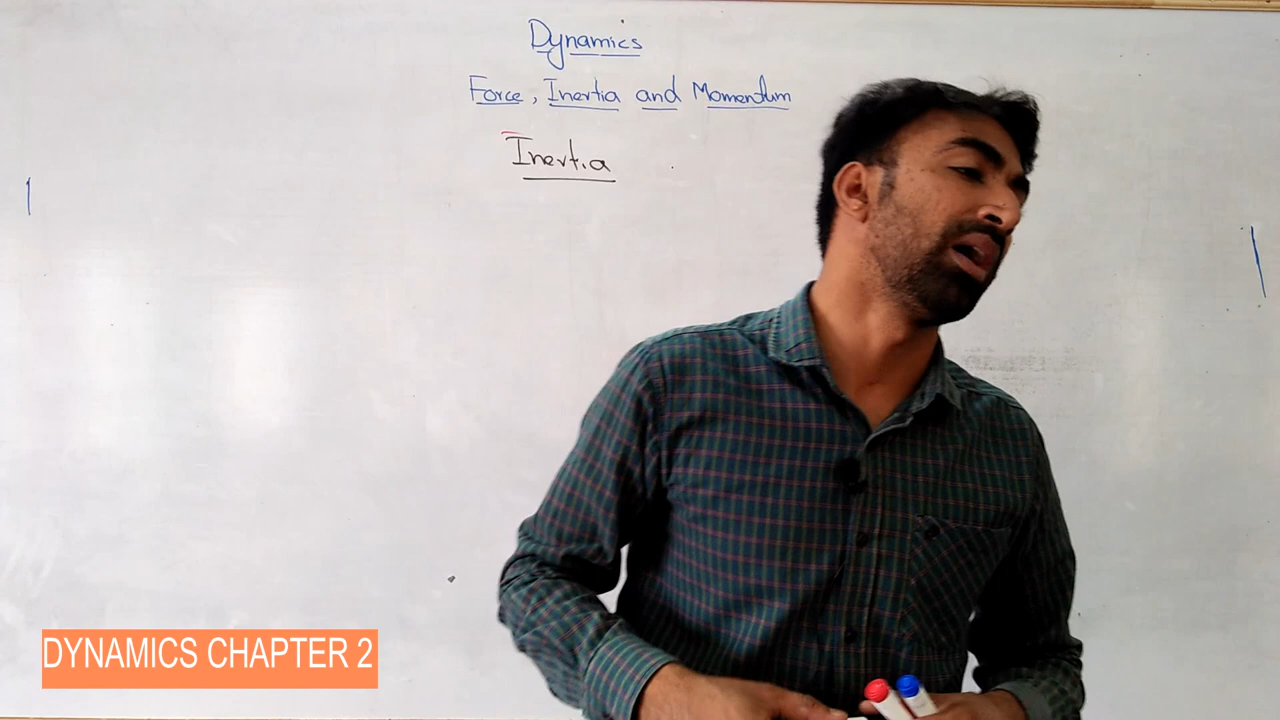 Dynamics
Force, Inertia and Momentum
Inertia
DYNAMICS CHAPTER 2